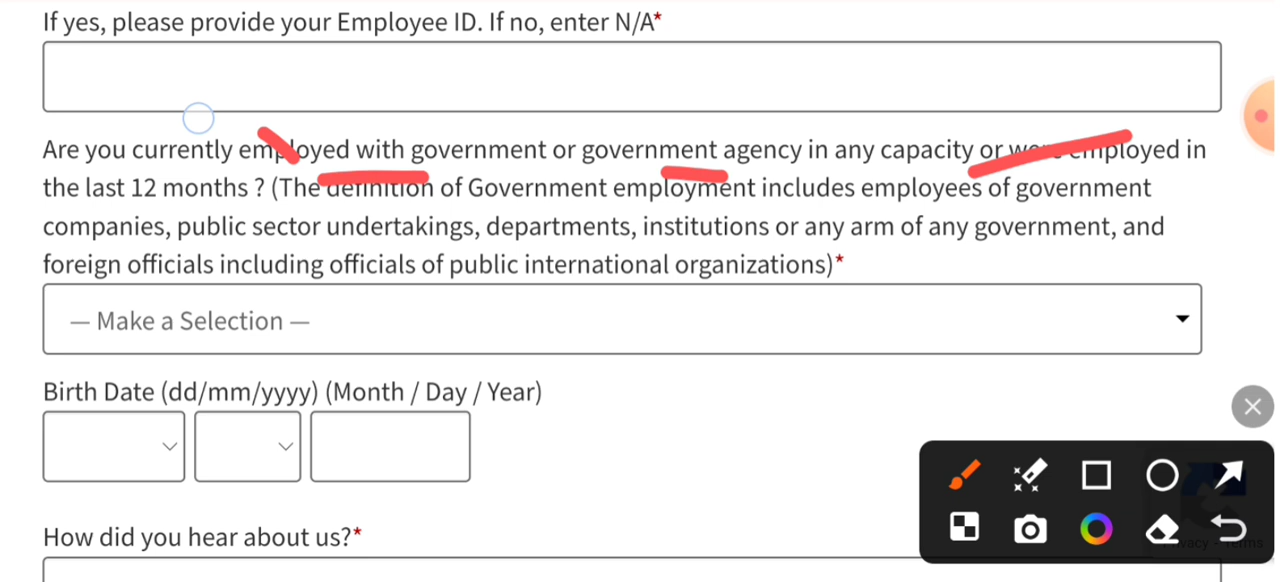 If yes, please provide your Employee ID. If no, enter N/A*
Are you currently employed with government or government agency in any capacity or were employed in
the last 12 months ? (The definition of Government employment includes employees of government
companies, public sector undertakings, departments, institutions or any arm of any government, and
foreign officials including officials of public international organizations)*
— Make a Selection —
Birth Date (dd/mm/yyyy) (Month / Day / Year)
How did you hear about us?*